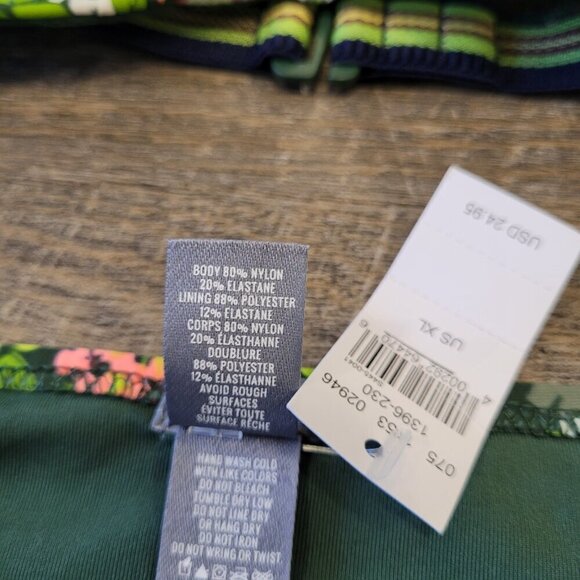 BODY 80% NYLON
20% ELASTANE
LINING 88% POLYESTER
12% ELASTANE
CORPS 80% NYLON
20% ÉLASTHANNE
DOUBLURE
88% POLYESTER
12% ÉLASTHANNE
AVOID ROUGH
SURFACES
ÉVITER TOUTE
SURFACE RÊCHE
HAND WASH COLD
WITH LIKE COLORS
DO NOT BLEACH
TUMBLE DRY LOW
DO NOT LINE DRY
OR HANG DRY
DO NOT IRON
DO NOT WRING OR TWIST
USD 24.95
US XL
02946
1396-230
075